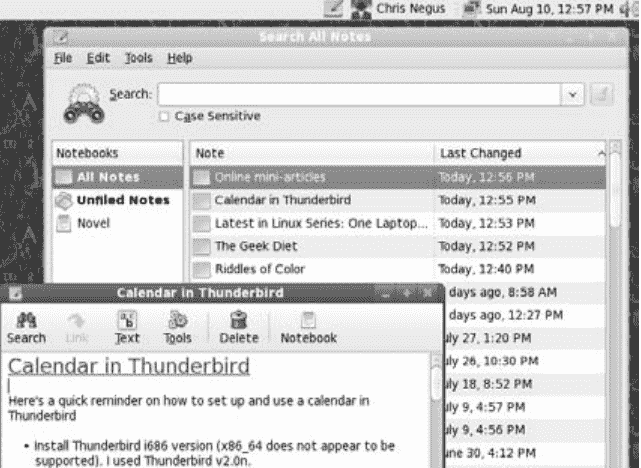 Chris Negus Sun Aug 10, 12:57 PM
Search All Notes
File Edit Tools Help
Search:
Case Sensitive
Notebooks Note Last Changed
All Notes Online mini-articles Today, 12:56 PM
Unfiled Notes Calendar in Thunderbird Today, 12:55 PM
Novel Latest in Linux Series: One Laptop... Today, 12:53 PM
The Geek Diet Today, 12:52 PM
Riddles of Color Today, 12:40 PM
Calendar in Thunderbird days ago, 8:58 AM
days ago, 12:27 PM
Search Link Text Tools Delete Notebook uly 27, 1:20 PM
Calendar in Thunderbird uly 26, 10:30 PM
uly 18, 8:52 PM
Here's a quick reminder on how to set up and use a calendar in uly 9, 4:57 PM
Thunderbird uly 9, 4:56 PM
• Install Thunderbird i686 version (x86_64 does not appear to be une 30, 4:12 PM
supported). I used Thunderbird v2.0n.